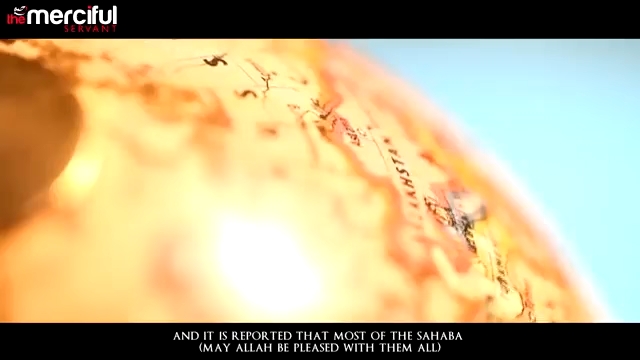 the merciful
SERVANT
AND IT IS REPORTED THAT MOST OF THE SAHABA
(MAY ALLAH BE PLEASED WITH THEM ALL)